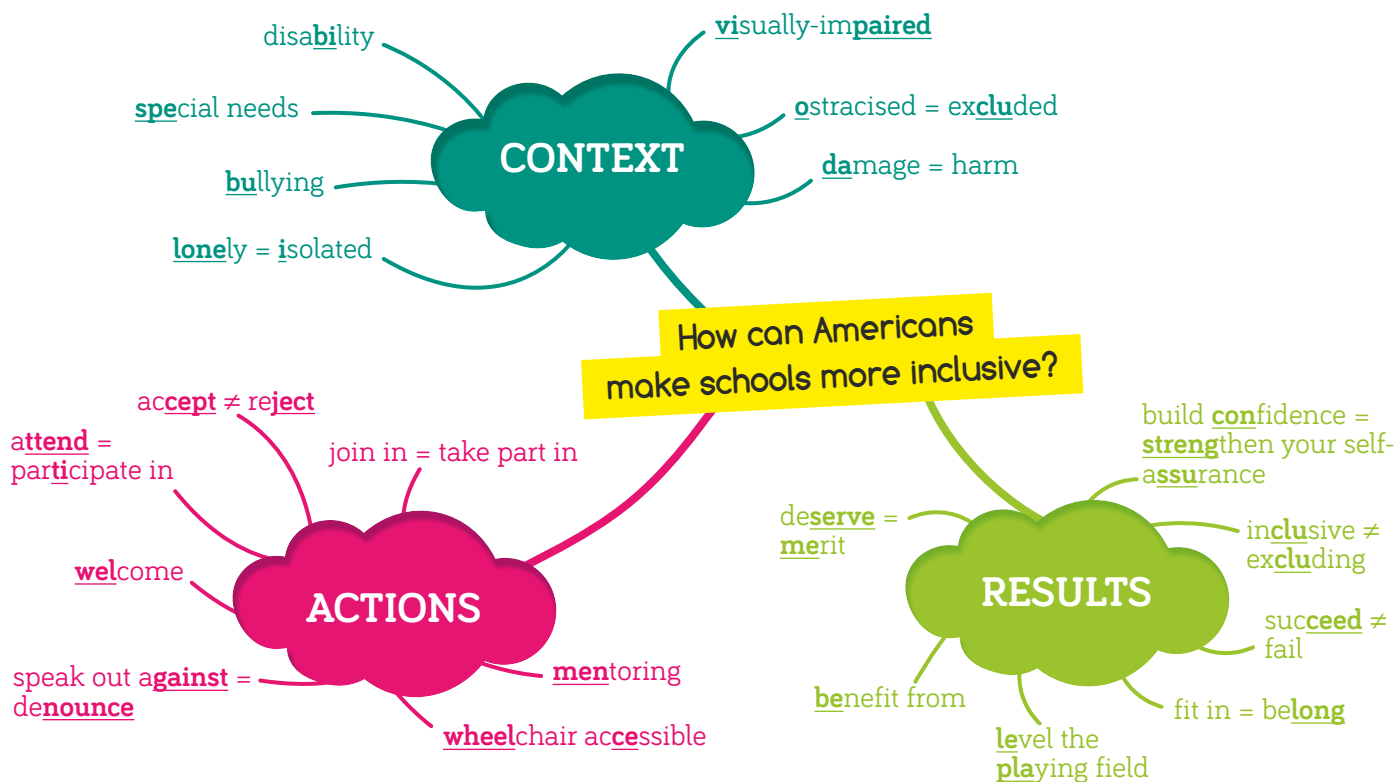 disability
visually-impaired
special needs
ostracised = excluded
CONTEXT
bullying
damage = harm
lonely = isolated
How can Americans
make schools more inclusive?
accept ≠ reject
attend =
participate in
join in = take part in
welcome
ACTIONS
speak out against =
denounce
mentoring
wheelchair accessible
build confidence =
strengthen your self-
assurance
deserve =
merit
inclusive ≠
excluding
RESULTS
succeed ≠
fail
benefit from
fit in = belong
level the
playing field